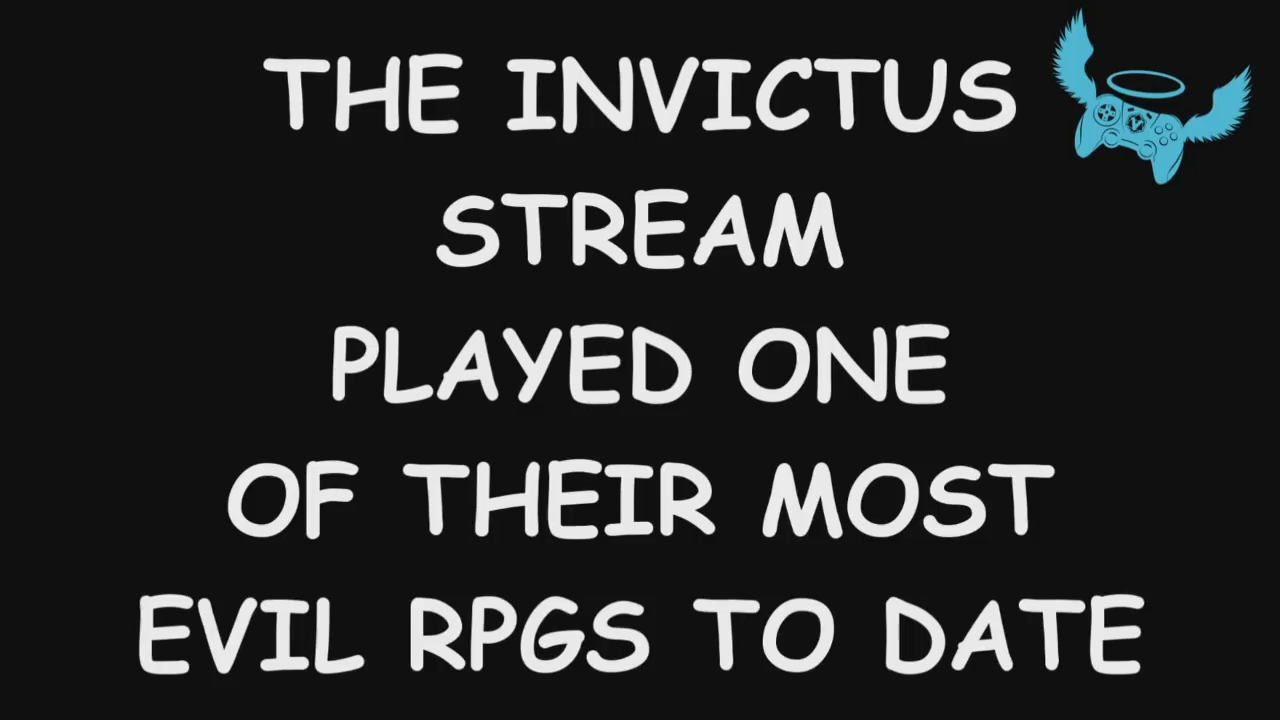 THE INVICTUS
STREAM
PLAYED ONE
OF THEIR MOST
EVIL RPGS TO DATE